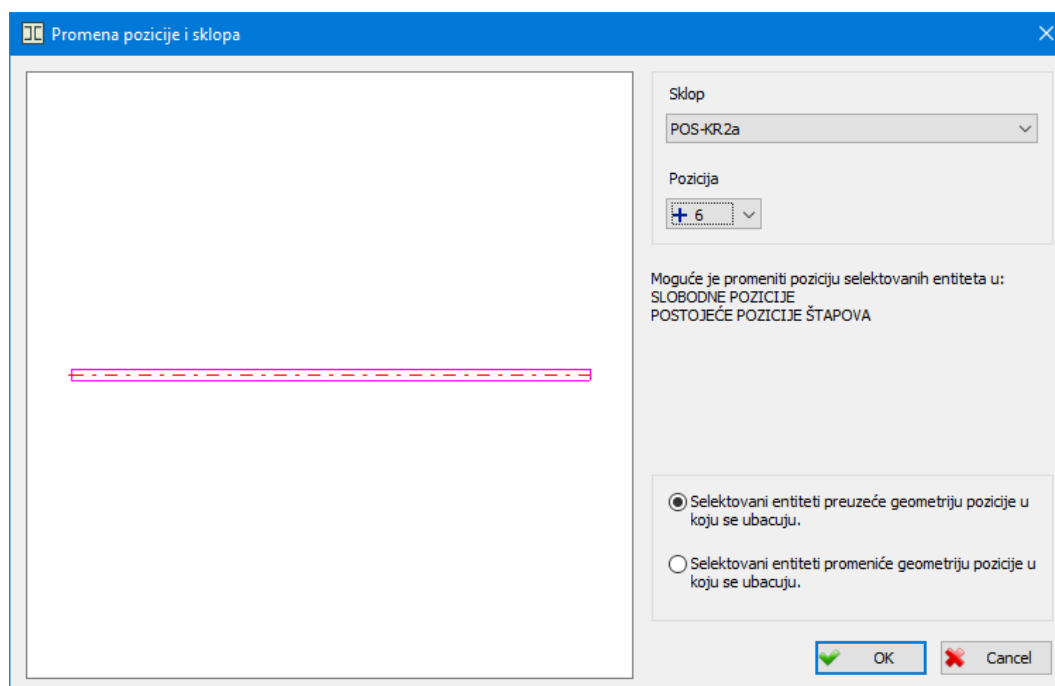 Promena pozicije i sklopa
Sklop
POS-KR2a
Pozicija
6
Moguće je promeniti poziciju selektovanih entiteta u:
SLOBODNE POZICIJE
POSTOJEĆE POZICIJE ŠTAPOVA
Selektovani entiteti preuzeće geometriju pozicije u
koju se ubacuju.
Selektovani entiteti promeniće geometriju pozicije u
koju se ubacuju.
OK
Cancel